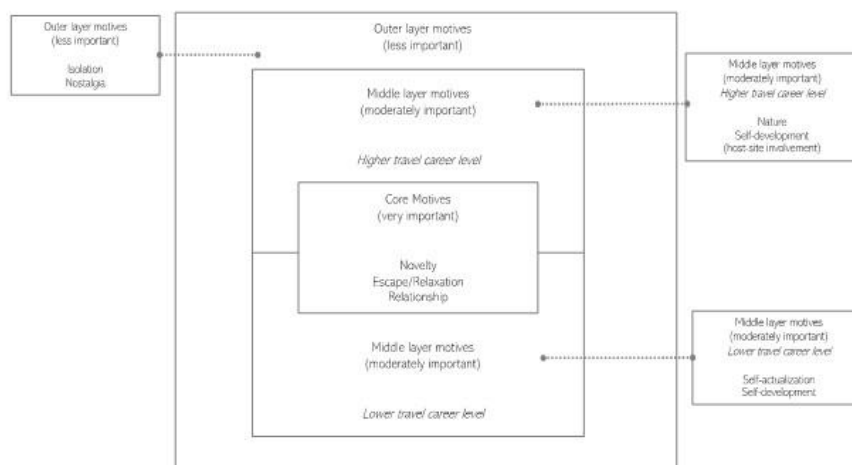 Outer layer motives
(less important)
Isolation
Nostalgia
Outer layer motives
(less important)
Middle layer motives
(moderately important)
Higher travel career level
Middle layer motives
(moderately important)
Higher travel career level
Nature
Self-development
(host-site involvement)
Core Motives
(very important)
Novelty
Escape/Relaxation
Relationship
Middle layer motives
(moderately important)
Lower travel career level
Middle layer motives
(moderately important)
Lower travel career level
Self-actualization
Self-development